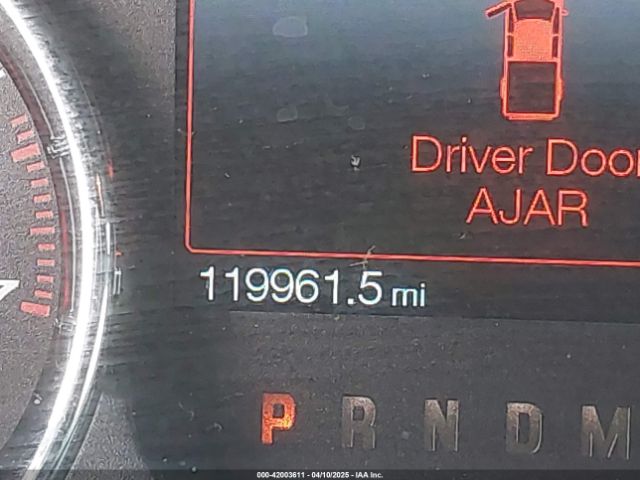 Driver Door
AJAR
119961.5 mi
P R N D M
000-42003611 - 04/10/2025 - IAA Inc.